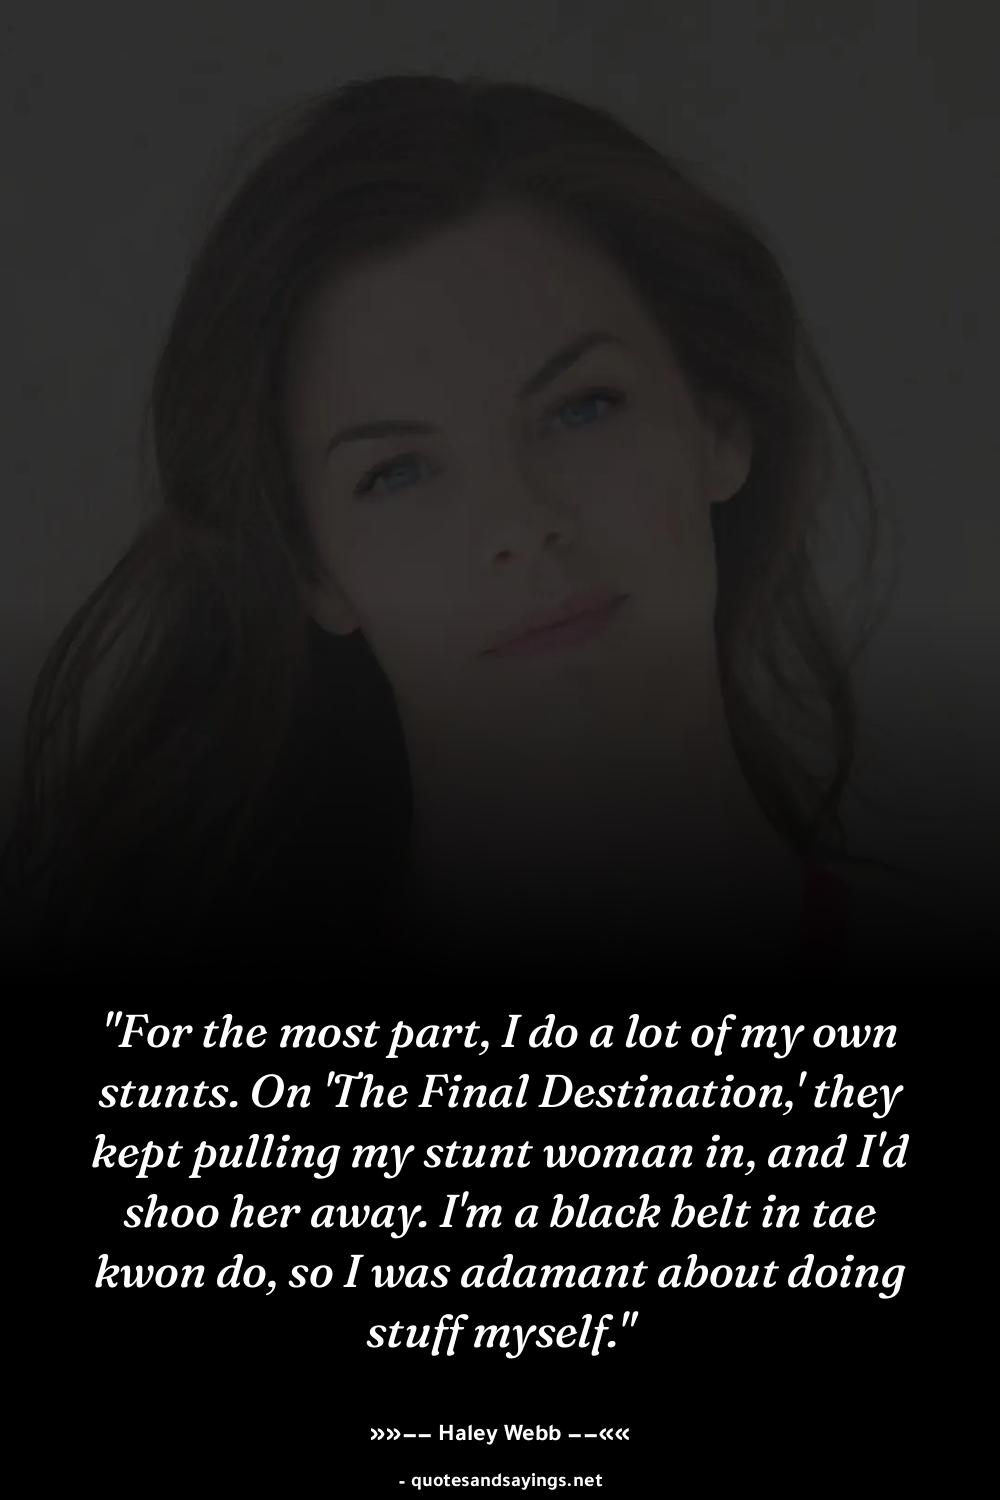 "For the most part, I do a lot of my own
stunts. On 'The Final Destination,' they
kept pulling my stunt woman in, and I'd
shoo her away. I'm a black belt in tae
kwon do, so I was adamant about doing
stuff myself."
»»–– Haley Webb ––««
- quotesandsayings.net